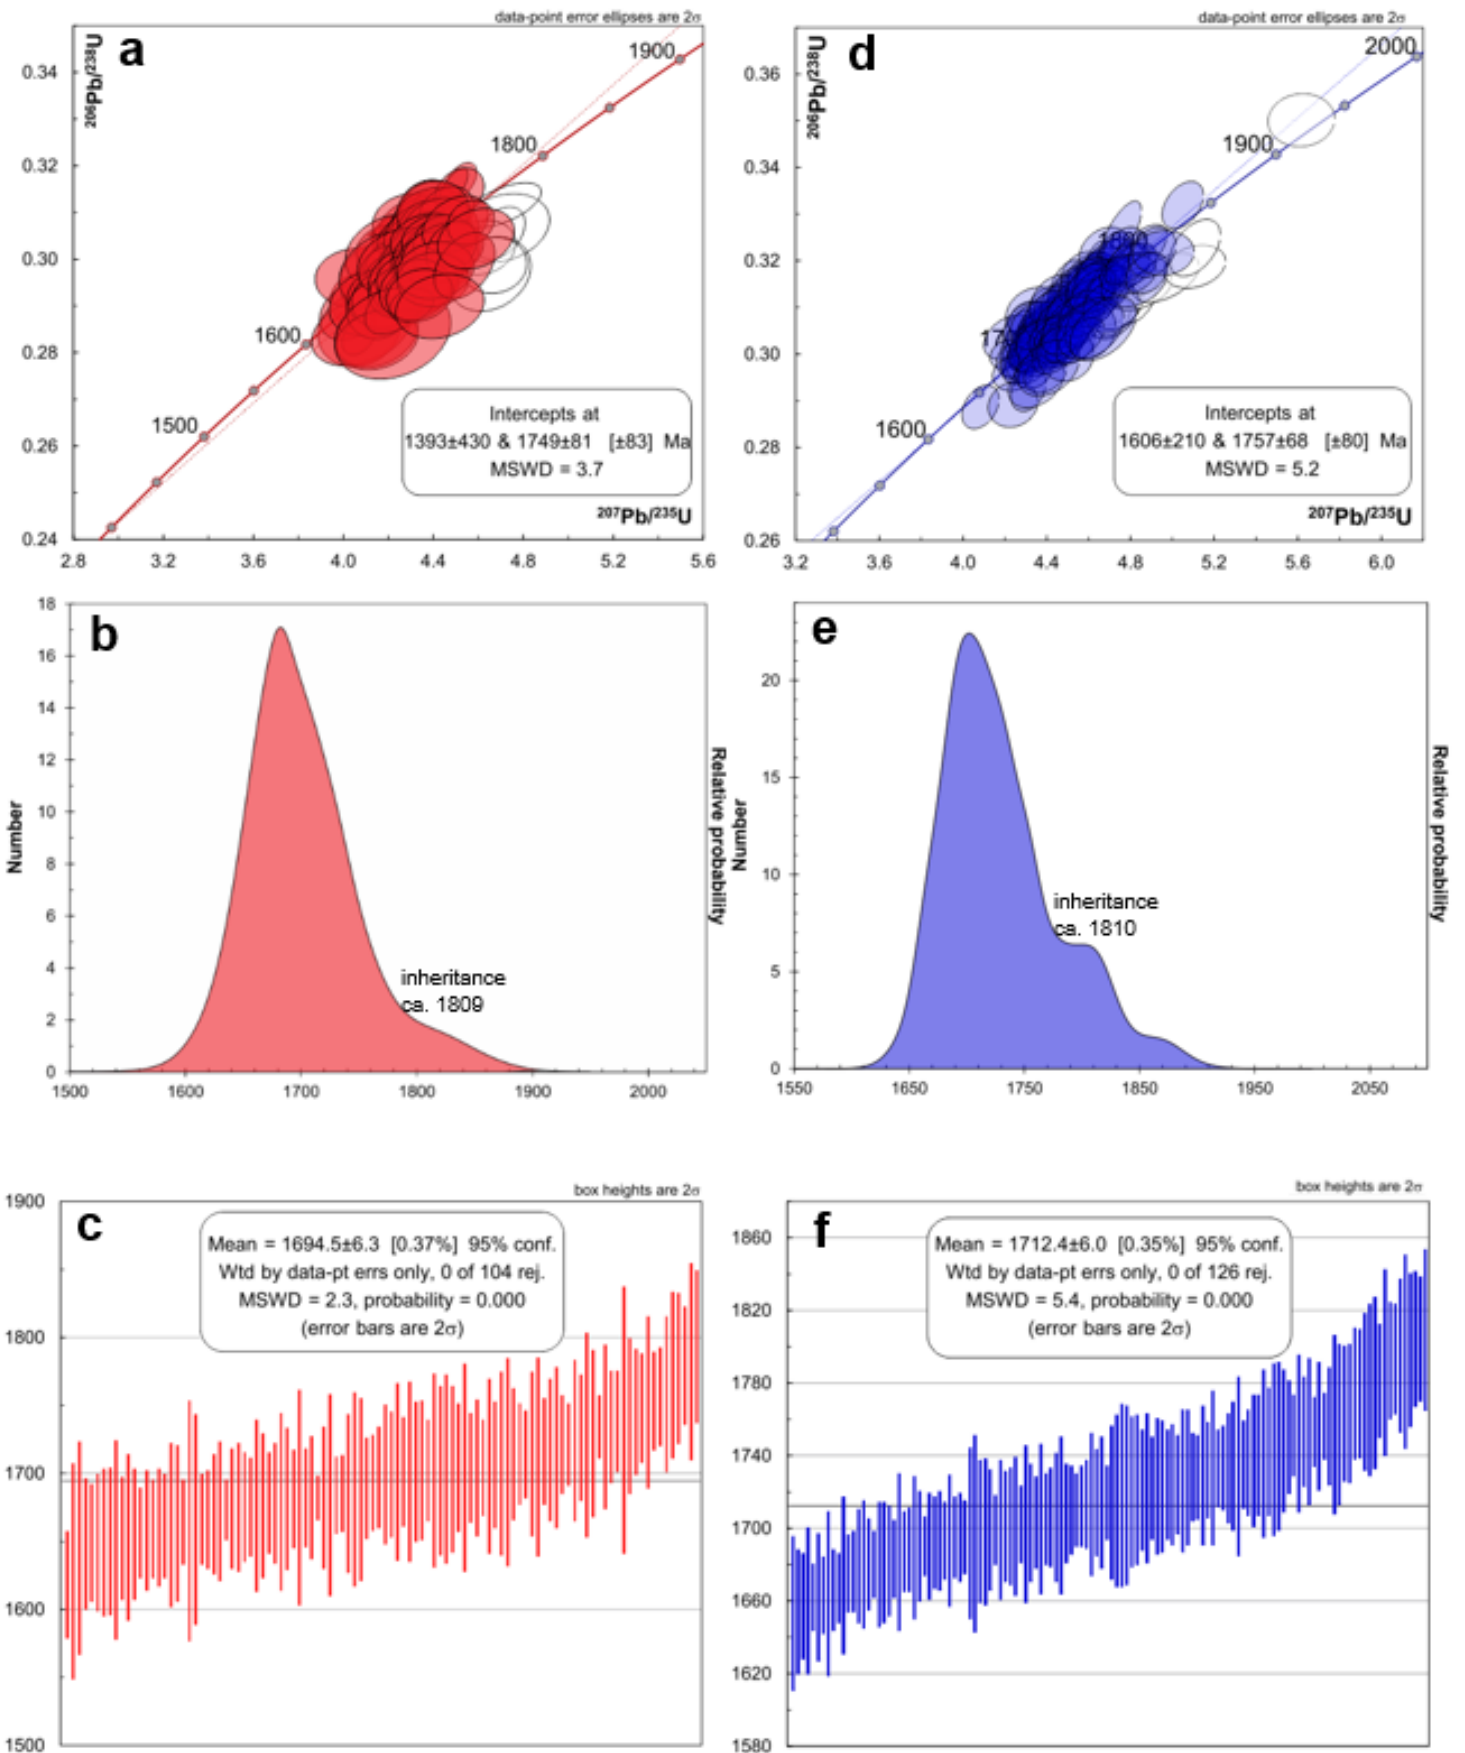 data-point error ellipses are 2σ
a
206Pb/238U
1900
0.34
1800
0.32
0.30
1600
0.28
Intercepts at
1393±430 & 1749±81 [±83] Ma
MSWD = 3.7
1500
0.26
207Pb/235U
0.24
2.8 3.2 3.6 4.0 4.4 4.8 5.2 5.6
data-point error ellipses are 2σ
d
206Pb/238U
2000
0.36
1900
0.34
1800
0.32
0.30
Intercepts at
1606±210 & 1757±68 [±80] Ma
MSWD = 5.2
1600
0.28
207Pb/235U
0.26
3.2 3.6 4.0 4.4 4.8 5.2 5.6 6.0
b
18
16
14
12
10
8
6
4
2
0
Number
Relative probability
inheritance
ca. 1809
1500 1600 1700 1800 1900 2000
e
20
15
10
5
0
Number
Relative probability
inheritance
ca. 1810
1550 1650 1750 1850 1950 2050
box heights are 2σ
c
Mean = 1694.5±6.3 [0.37%] 95% conf.
Wtd by data-pt errs only, 0 of 104 rej.
MSWD = 2.3, probability = 0.000
(error bars are 2σ)
1900
1800
1700
1600
1500
box heights are 2σ
f
Mean = 1712.4±6.0 [0.35%] 95% conf.
Wtd by data-pt errs only, 0 of 126 rej.
MSWD = 5.4, probability = 0.000
(error bars are 2σ)
1860
1820
1780
1740
1700
1660
1620
1580